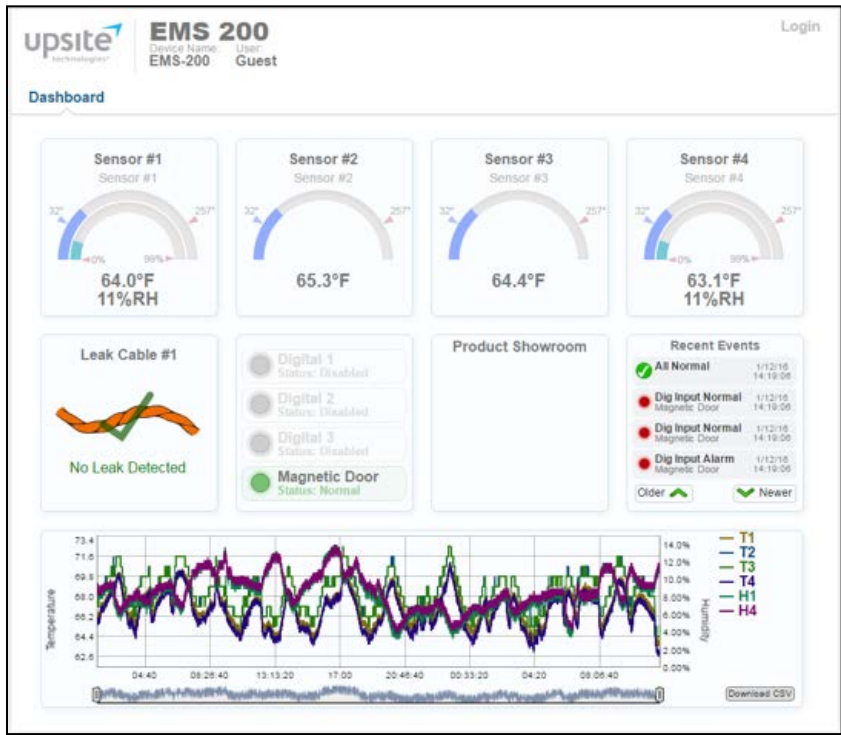 upsite
technologies
EMS 200
Device Name: User:
EMS-200 Guest
Login
Dashboard
Sensor #1
Sensor #1
32° 257°
0% 99%
64.0°F
11%RH
Sensor #2
Sensor #2
32° 257°
65.3°F
Sensor #3
Sensor #3
32° 257°
64.4°F
Sensor #4
Sensor #4
32° 257°
0% 99%
63.1°F
11%RH
Leak Cable #1
No Leak Detected
Digital 1
Status: Disabled
Digital 2
Status: Disabled
Digital 3
Status: Disabled
Magnetic Door
Status: Normal
Product Showroom
Recent Events
All Normal 1/12/16
14:19:06
Dig Input Normal 1/12/16
Magnetic Door 14:19:06
Dig Input Normal 1/12/16
Magnetic Door 14:19:06
Dig Input Alarm 1/12/16
Magnetic Door 14:19:06
Older Newer
Temperature
73.4
71.6
69.8
68.0
66.2
64.4
62.6
04:40 08:26:40 13:13:20 17:00 20:46:40 00:33:20 04:20 08:06:40
14.0%
12.0%
10.0%
8.00%
6.00%
4.00%
2.00%
0.00%
Humidity
T1
T2
T3
T4
H1
H4
Download CSV